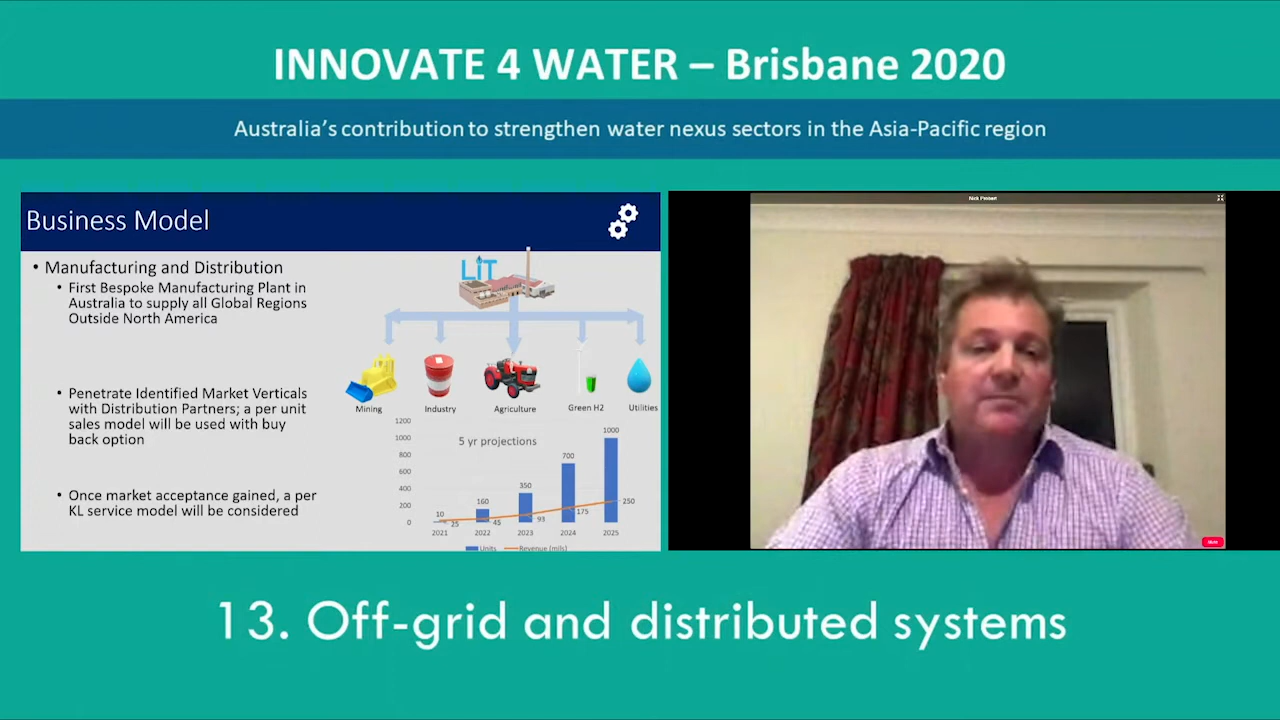 INNOVATE 4 WATER – Brisbane 2020
Australia's contribution to strengthen water nexus sectors in the Asia-Pacific region
Business Model
• Manufacturing and Distribution
• First Bespoke Manufacturing Plant in
Australia to supply all Global Regions
Outside North America
• Penetrate Identified Market Verticals
with Distribution Partners; a per unit
sales model will be used with buy
back option
• Once market acceptance gained, a per
KL service model will be considered
LiT
Mining Industry Agriculture Green H2 Utilities
5 yr projections
1200
1000
800
600
400
200
0
10 160 350 700 1000
25 45 93 175 250
2021 2022 2023 2024 2025
Units Revenue (mils)
Nick
13. Off-grid and distributed systems